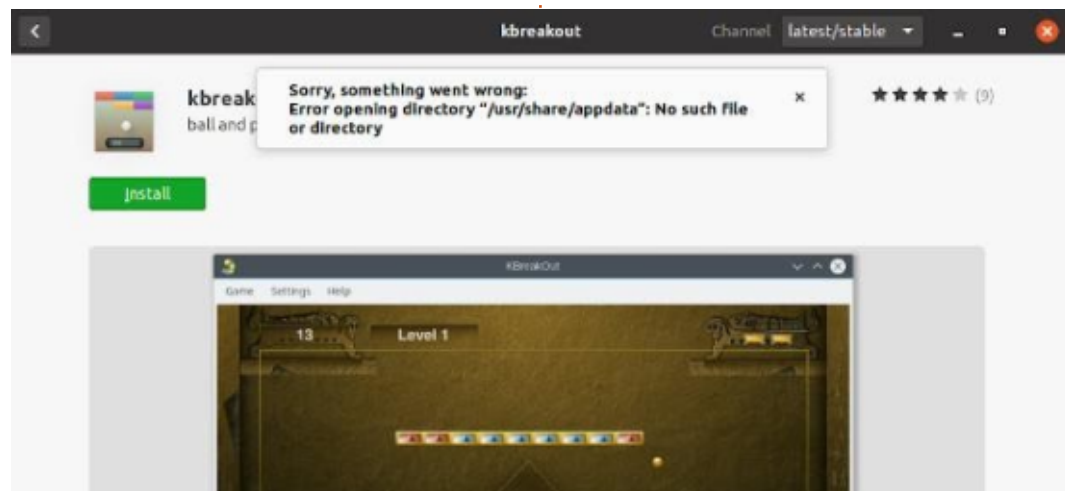 kbreakout
Channel latest/stable
kbreak
ball and p
Sorry, something went wrong:
Error opening directory "/usr/share/appdata": No such file
or directory
(9)
Install
KBreakOut
Game Settings Help
13
Level 1